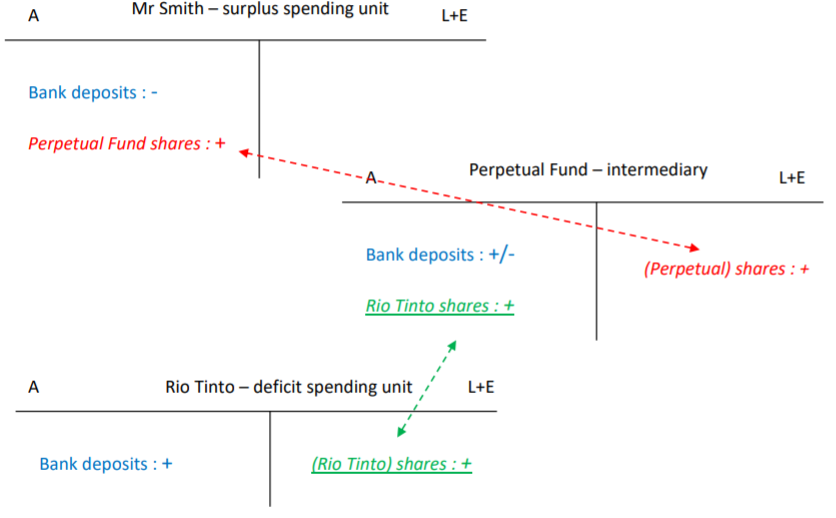 A Mr Smith – surplus spending unit L+E
Bank deposits : -
Perpetual Fund shares : +
A Perpetual Fund – intermediary L+E
Bank deposits : +/-
(Perpetual) shares : +
Rio Tinto shares : +
A Rio Tinto – deficit spending unit L+E
Bank deposits : + (Rio Tinto) shares : +